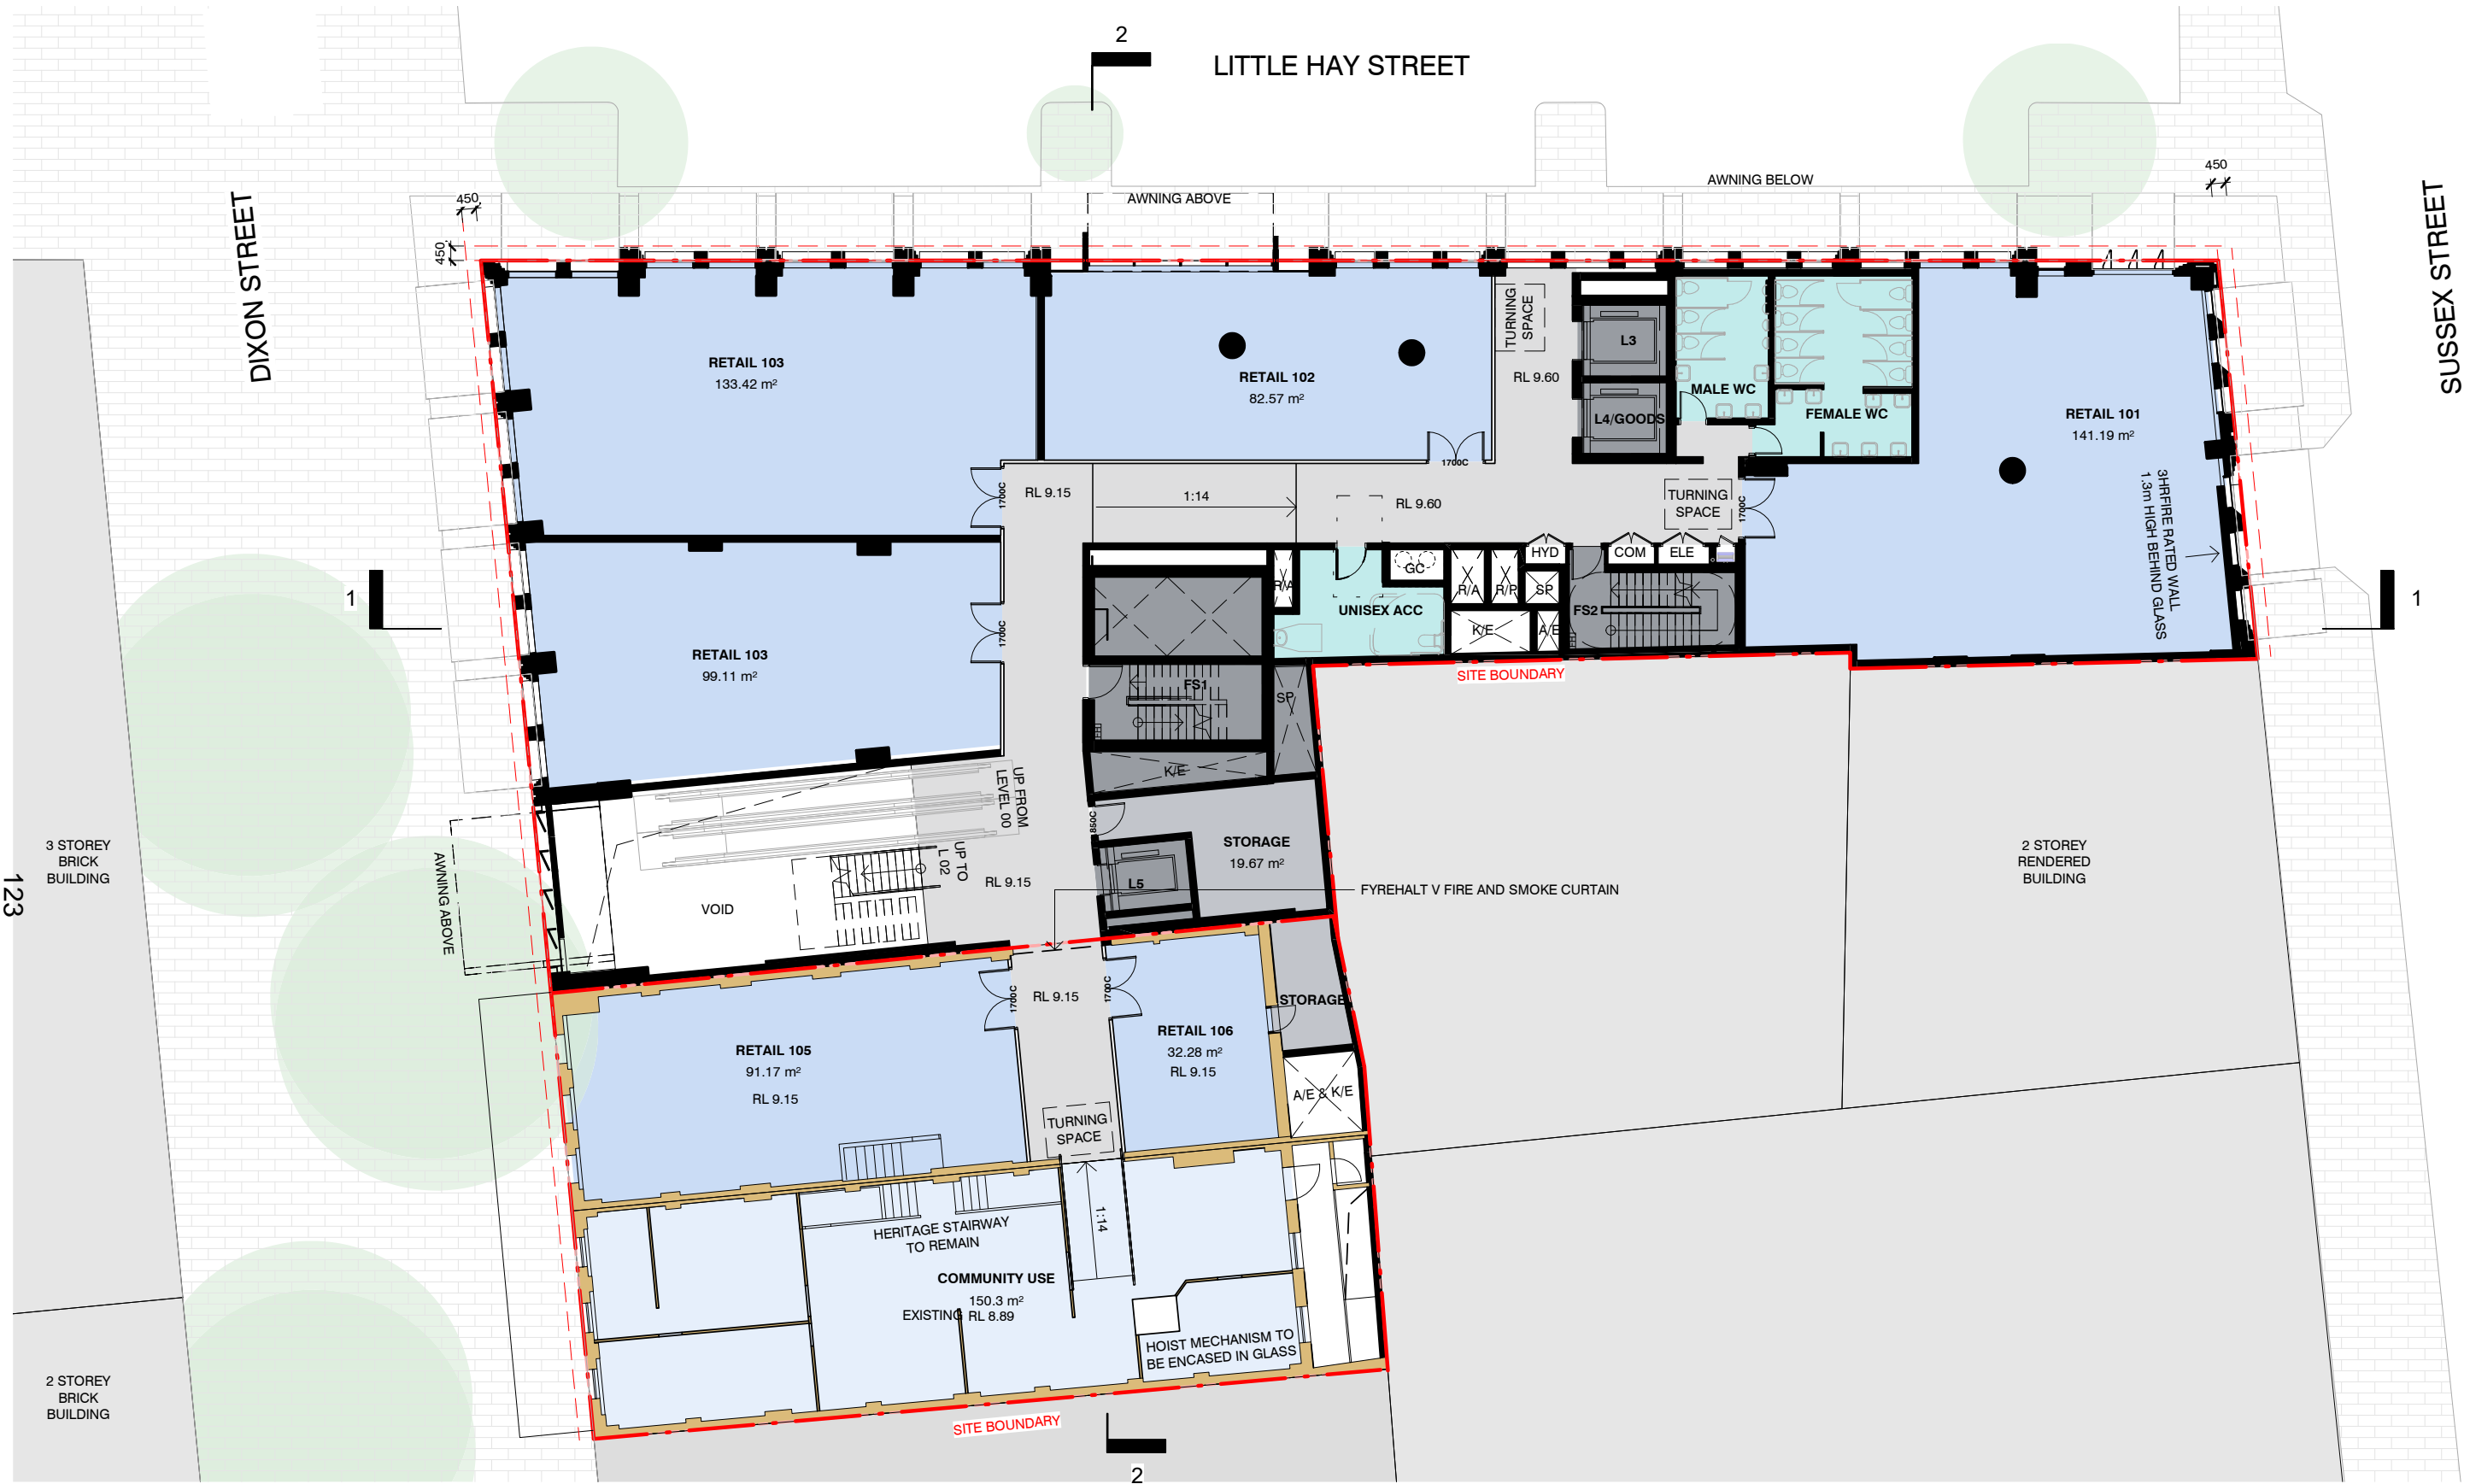 2
LITTLE HAY STREET
450
AWNING BELOW
450
AWNING ABOVE
450
DIXON STREET
SUSSEX STREET
TURNING
SPACE
L3
RETAIL 103
133.42 m²
RETAIL 102
82.57 m²
RL 9.60
MALE WC
L4/GOODS
FEMALE WC
RETAIL 101
141.19 m²
1700C
1700C
RL 9.15
1:14
RL 9.60
TURNING
SPACE
1700C
3HRFIRE RATED WALL
1.3m HIGH BEHIND GLASS
HYD
COM
ELE
GC
R/A
R/A
R/P
SP
1
UNISEX ACC
FS2
1
K/E
A/E
1700C
RETAIL 103
99.11 m²
SITE BOUNDARY
FS1
SP
FH
K/E
UP FROM
LEVEL 00
850C
STORAGE
19.67 m²
3 STOREY
BRICK
BUILDING
2 STOREY
RENDERED
BUILDING
AWNING ABOVE
UP TO
L 02
RL 9.15
L5
FYREHALT V FIRE AND SMOKE CURTAIN
123
VOID
1700C
1700C
RL 9.15
STORAGE
RETAIL 105
91.17 m²
RL 9.15
RETAIL 106
32.28 m²
RL 9.15
A/E & K/E
TURNING
SPACE
1:14
HERITAGE STAIRWAY
TO REMAIN
COMMUNITY USE
150.3 m²
EXISTING RL 8.89
HOIST MECHANISM TO
BE ENCASED IN GLASS
2 STOREY
BRICK
BUILDING
SITE BOUNDARY
2